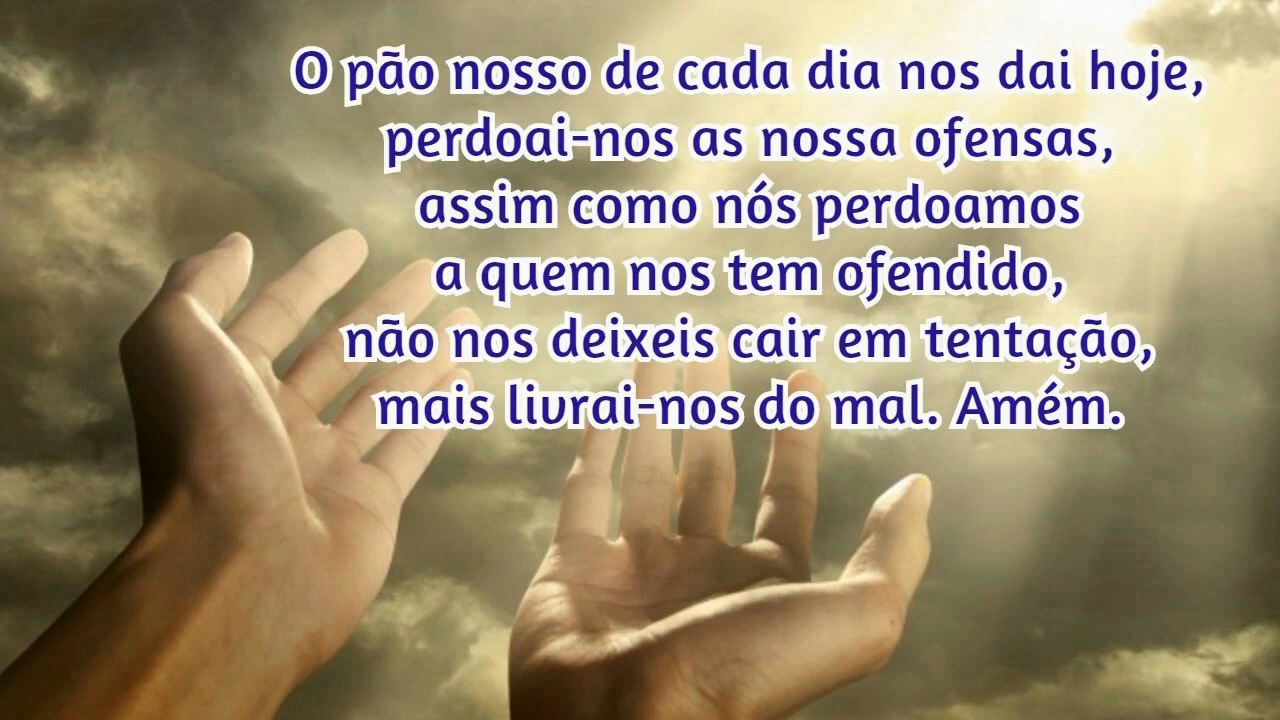 O pão nosso de cada dia nos dai hoje,
perdoai-nos as nossa ofensas,
assim como nós perdoamos
a quem nos tem ofendido,
não nos deixeis cair em tentação,
mais livrai-nos do mal. Amém.